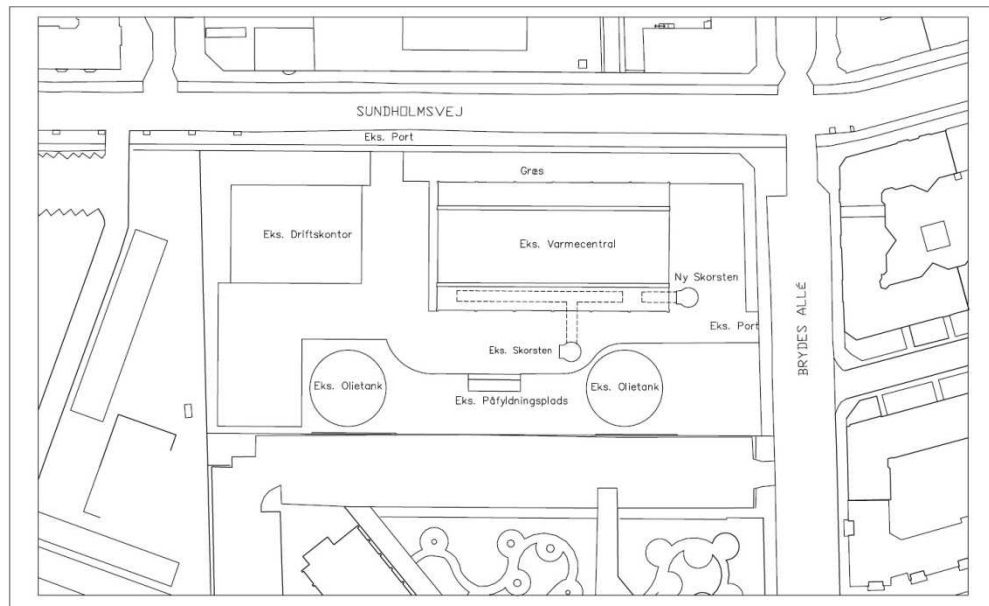 SUNDHOLMSVEJ
Eks. Port
Græs
Eks. Driftskontor
Eks. Varmecentral
Ny Skorsten
Eks. Port
BRYDES ALLÉ
Eks. Skorsten
Eks. Olietank
Eks. Olietank
Eks. Påfyldningsplads